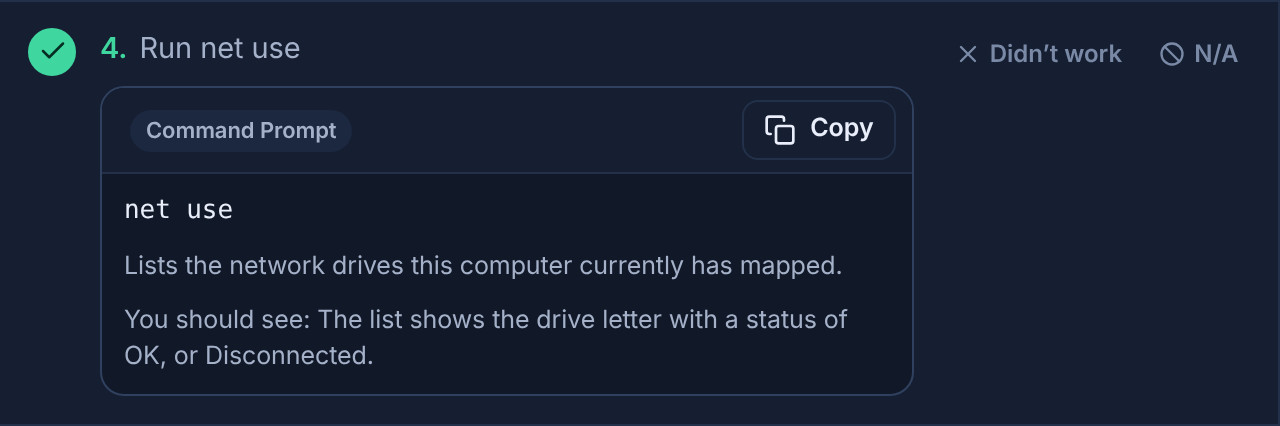 4. Run net use
Didn’t work
N/A
Command Prompt
Copy
net use
Lists the network drives this computer currently has mapped.
You should see: The list shows the drive letter with a status of
OK, or Disconnected.